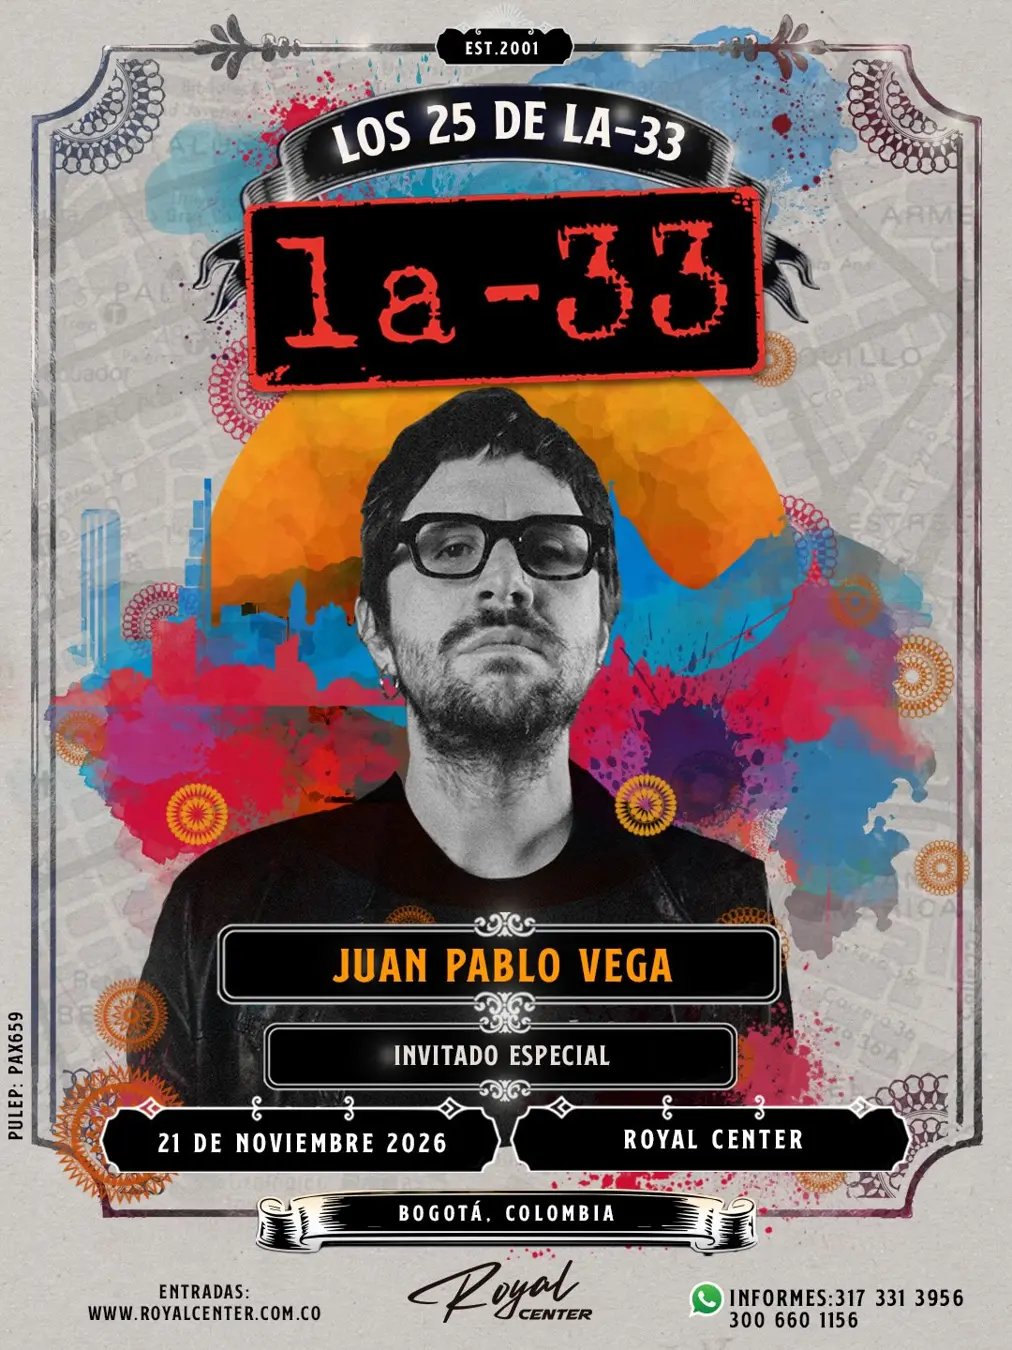 EST.2001
LOS 25 DE LA-33
la-33
JUAN PABLO VEGA
INVITADO ESPECIAL
21 DE NOVIEMBRE 2026
ROYAL CENTER
BOGOTÁ, COLOMBIA
PULEP: PAX659
ENTRADAS:
WWW.ROYALCENTER.COM.CO
Royal
CENTER
INFORMES:317 331 3956
300 660 1156